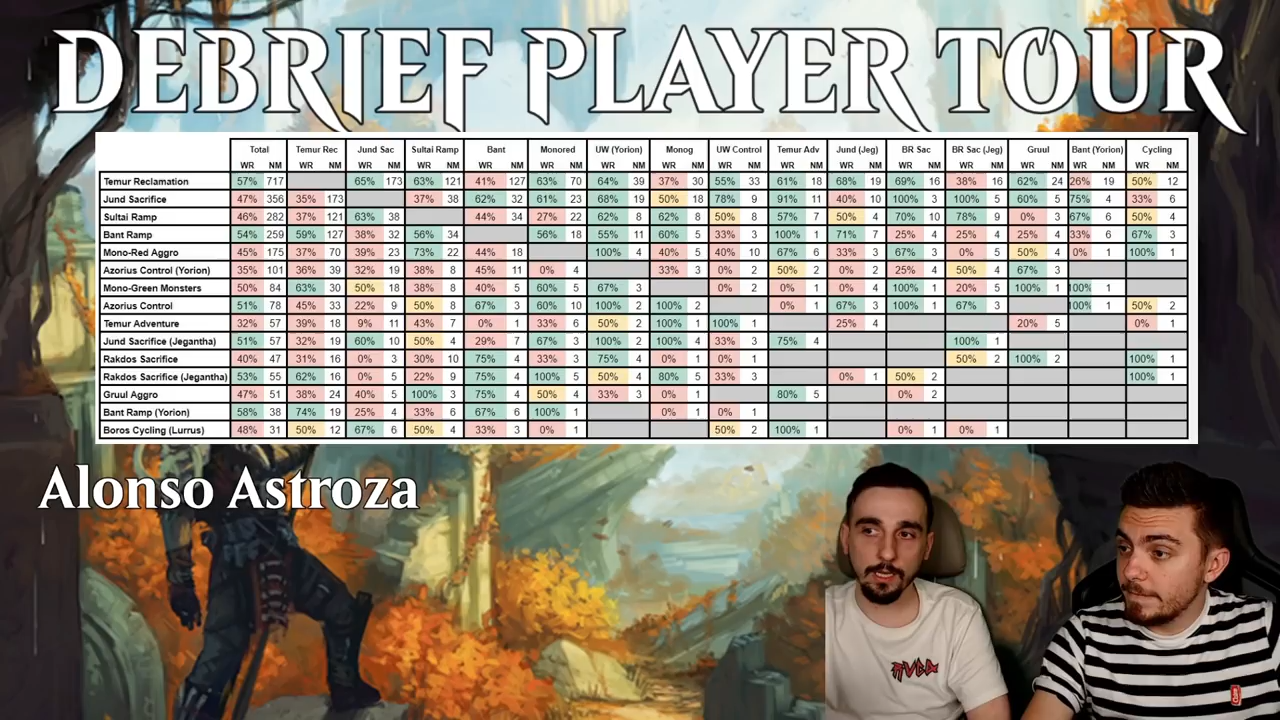 DEBRIEF PLAYER TOUR
Total Temur Rec Jund Sac Sultai Ramp Bant Monored UW (Yorion) Monog UW Control Temur Adv Jund (Jeg) BR Sac BR Sac (Jeg) Gruul Bant (Yorion) Cycling
WR NM WR NM WR NM WR NM WR NM WR NM WR NM WR NM WR NM WR NM WR NM WR NM WR NM WR NM WR NM WR NM
Temur Reclamation 57% 717 65% 173 63% 121 41% 127 63% 70 64% 39 37% 30 55% 33 61% 18 68% 19 69% 16 38% 16 62% 24 26% 19 50% 12
Jund Sacrifice 47% 356 35% 173 37% 38 62% 32 61% 23 68% 19 50% 18 78% 9 91% 11 40% 10 100% 3 100% 5 60% 5 75% 4 33% 6
Sultai Ramp 46% 282 37% 121 63% 38 44% 34 27% 22 62% 8 62% 8 50% 8 57% 7 50% 4 70% 10 78% 9 0% 3 67% 6 50% 4
Bant Ramp 54% 259 59% 127 38% 32 56% 34 56% 18 55% 11 60% 5 33% 3 100% 1 71% 7 25% 4 25% 4 25% 4 33% 6 67% 3
Mono-Red Aggro 45% 175 37% 70 39% 23 73% 22 44% 18 100% 4 40% 5 40% 10 67% 6 33% 3 67% 3 0% 5 50% 4 0% 1 100% 1
Azorius Control (Yorion) 35% 101 36% 39 32% 19 38% 8 45% 11 0% 4 33% 3 0% 2 50% 2 0% 2 25% 4 50% 4 67% 3
Mono-Green Monsters 50% 84 63% 30 50% 18 38% 8 40% 5 60% 5 67% 3 0% 2 0% 1 0% 4 100% 1 20% 5 100% 1 100% 1
Azorius Control 51% 78 45% 33 22% 9 50% 8 67% 3 60% 10 100% 2 100% 2 0% 1 67% 3 100% 1 67% 3 100% 1 50% 2
Temur Adventure 32% 57 39% 18 9% 11 43% 7 0% 1 33% 6 50% 2 100% 1 100% 1 25% 4 20% 5 0% 1
Jund Sacrifice (Jegantha) 51% 57 32% 19 60% 10 50% 4 29% 7 67% 3 100% 2 100% 4 33% 3 75% 4 100% 1
Rakdos Sacrifice 40% 47 31% 16 0% 3 30% 10 75% 4 33% 3 75% 4 0% 1 0% 1 50% 2 100% 2 100% 1
Rakdos Sacrifice (Jegantha) 53% 55 62% 16 0% 5 22% 9 75% 4 100% 5 50% 4 80% 5 33% 3 0% 1 50% 2 100% 1
Gruul Aggro 47% 51 38% 24 40% 5 100% 3 75% 4 50% 4 33% 3 0% 1 80% 5 0% 2
Bant Ramp (Yorion) 58% 38 74% 19 25% 4 33% 6 67% 6 100% 1 0% 1 0% 1
Boros Cycling (Lurrus) 48% 31 50% 12 67% 6 50% 4 33% 3 0% 1 50% 2 100% 1 0% 1 0% 1
Alonso Astroza